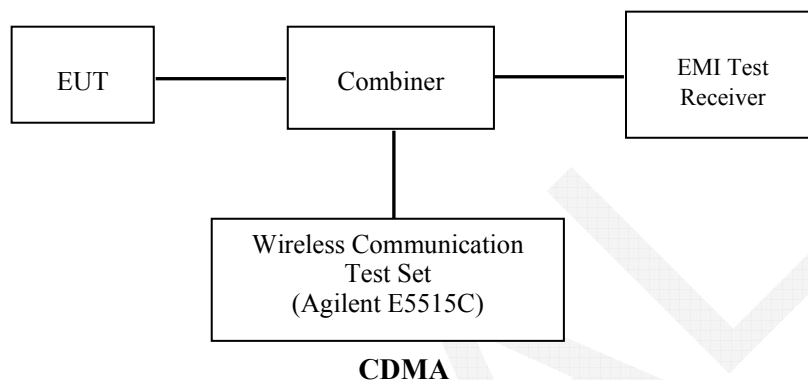 EUT
Combiner
EMI Test
Receiver
Wireless Communication
Test Set
(Agilent E5515C)
CDMA